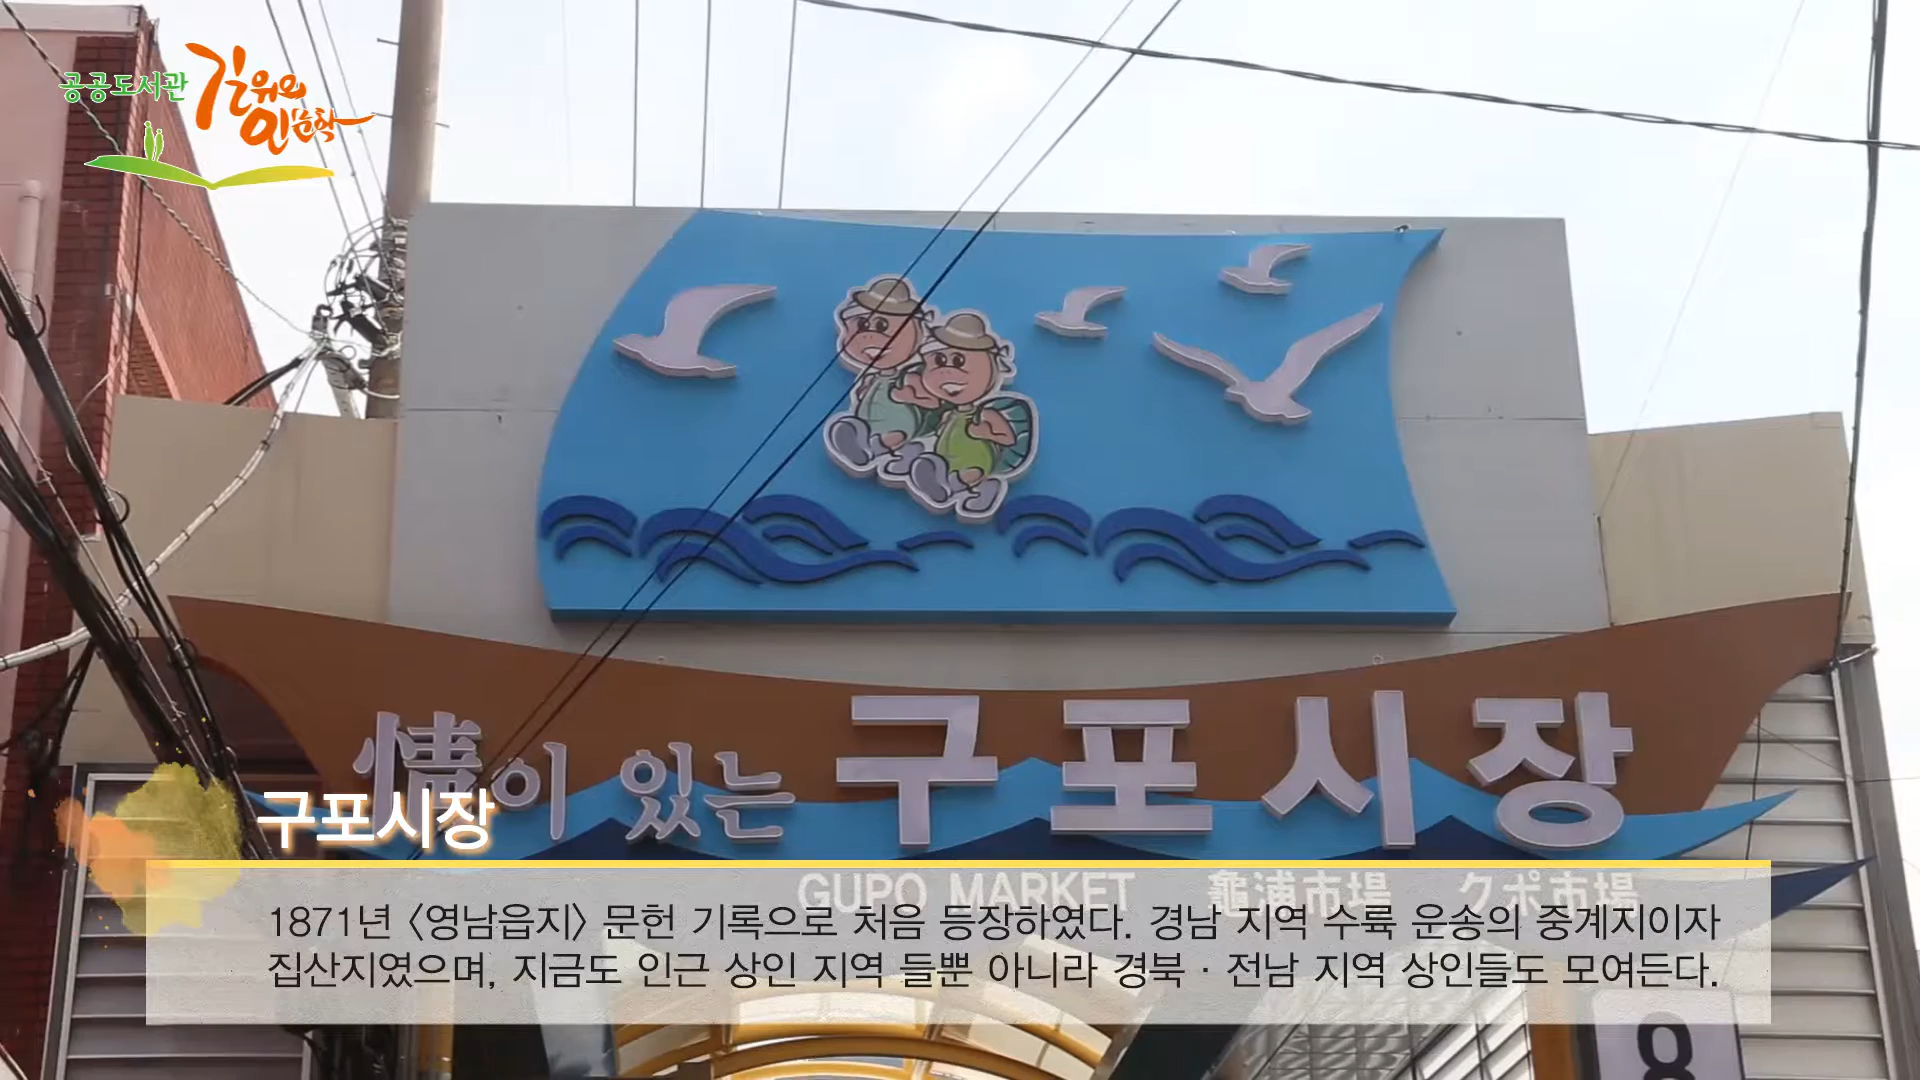 공공도서관 길위의
인문학
情이 있는 구포시장
구포시장
GUPO MARKET 龜浦市場 クポ市場
1871년 <영남읍지> 문헌 기록으로 처음 등장하였다. 경남 지역 수륙 운송의 중계지이자
집산지였으며, 지금도 인근 상인 지역 들뿐 아니라 경북 · 전남 지역 상인들도 모여든다.
8